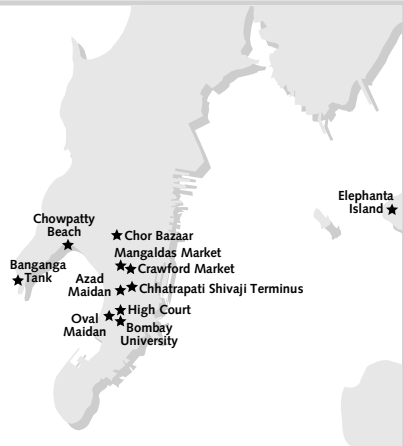 Elephanta
Island
Chowpatty
Beach
Chor Bazaar
Mangaldas Market
Banganga
Tank
Crawford Market
Azad
Maidan
Chhatrapati Shivaji Terminus
High Court
Oval
Maidan
Bombay
University